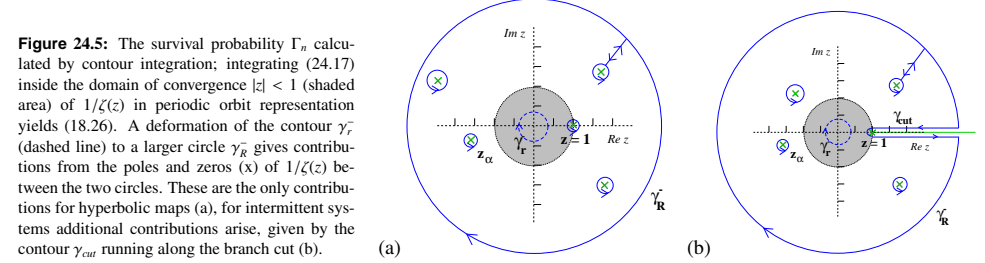 Figure 24.5: The survival probability Γn calcu-
lated by contour integration; integrating (24.17)
inside the domain of convergence |z| < 1 (shaded
area) of 1/ζ(z) in periodic orbit representation
yields (18.26). A deformation of the contour γr⁻
(dashed line) to a larger circle γR⁻ gives contribu-
tions from the poles and zeros (x) of 1/ζ(z) be-
tween the two circles. These are the only contribu-
tions for hyperbolic maps (a), for intermittent sys-
tems additional contributions arise, given by the
contour γcut running along the branch cut (b).
(a)
Im z
γr⁻
zα
z = 1
Re z
γR⁻
(b)
Im z
γcut
γr⁻
zα
z = 1
Re z
γR⁻